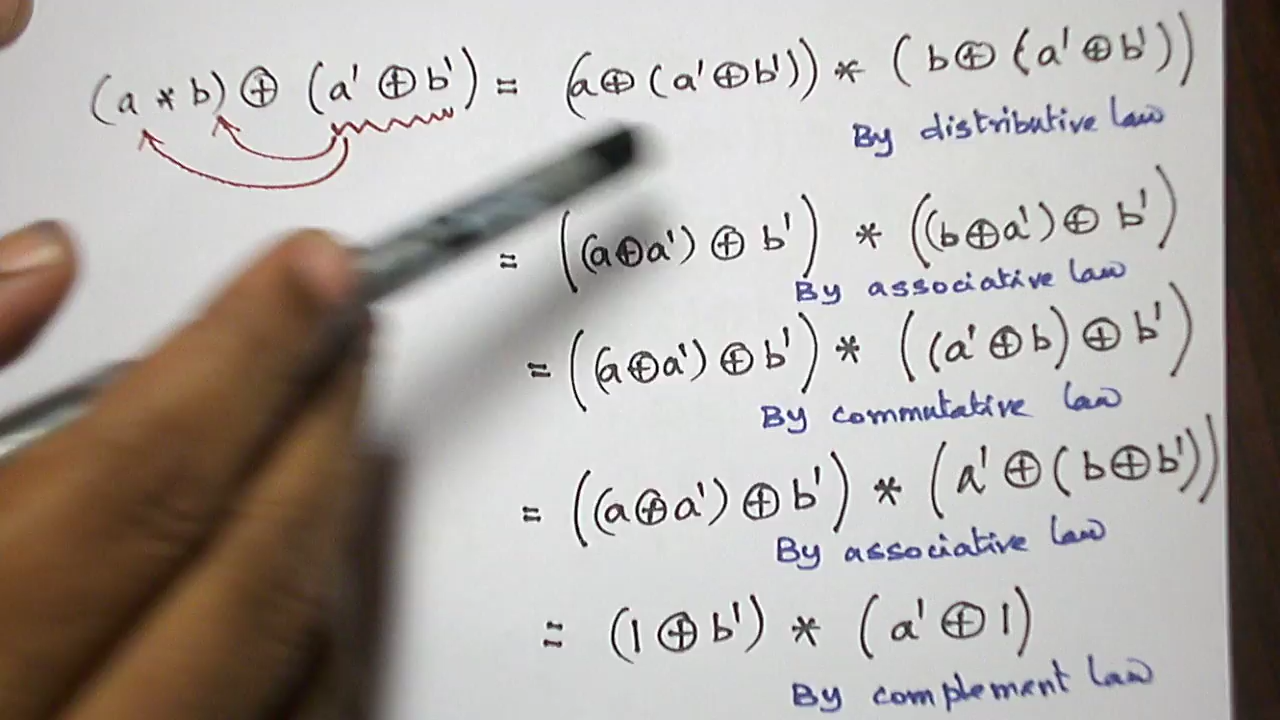 (a * b) ⊕ (a' ⊕ b') = (a ⊕ (a' ⊕ b')) * (b ⊕ (a' ⊕ b'))
By distributive law
= ((a ⊕ a') ⊕ b') * ((b ⊕ a') ⊕ b')
By associative law
= ((a ⊕ a') ⊕ b') * ((a' ⊕ b) ⊕ b')
By commutative law
= ((a ⊕ a') ⊕ b') * (a' ⊕ (b ⊕ b'))
By associative law
= (1 ⊕ b') * (a' ⊕ 1)
By complement law